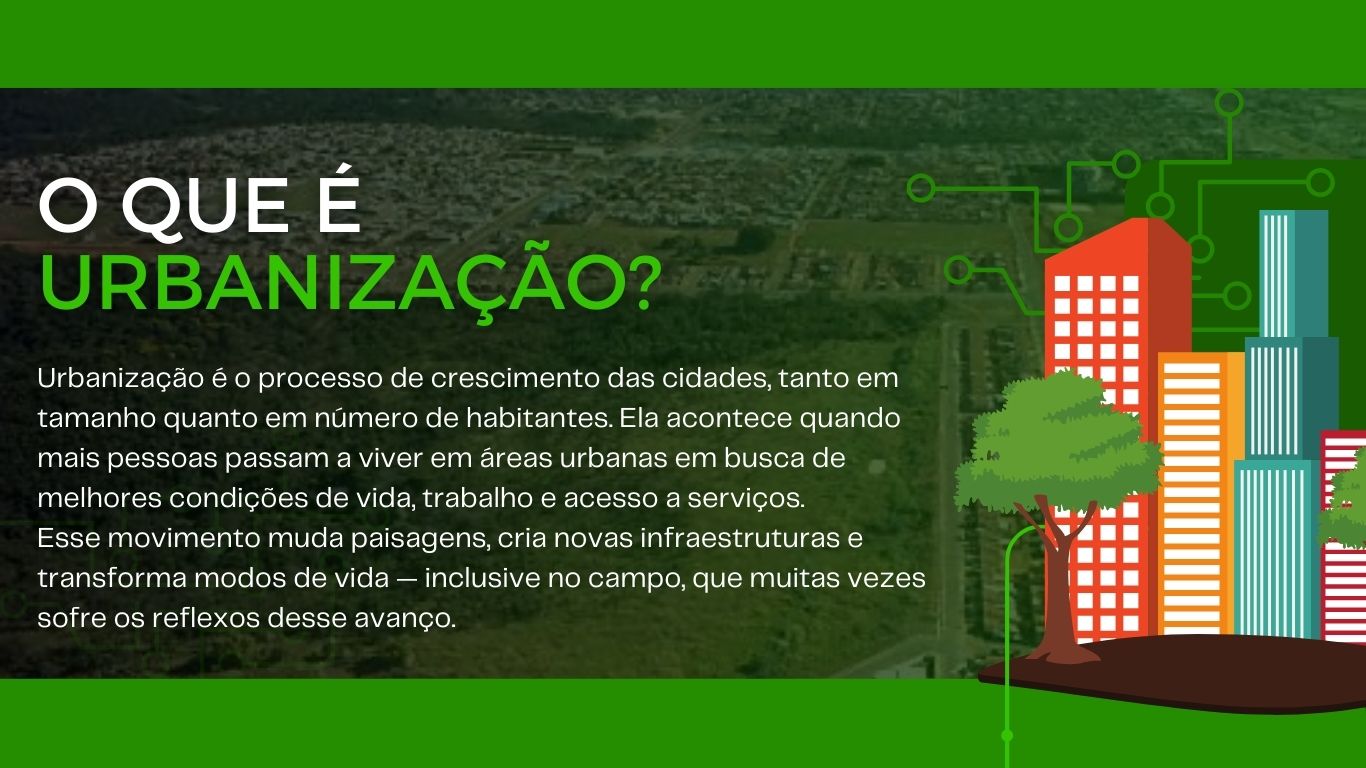 O QUE É
URBANIZAÇÃO?
Urbanização é o processo de crescimento das cidades, tanto em
tamanho quanto em número de habitantes. Ela acontece quando
mais pessoas passam a viver em áreas urbanas em busca de
melhores condições de vida, trabalho e acesso a serviços.
Esse movimento muda paisagens, cria novas infraestruturas e
transforma modos de vida — inclusive no campo, que muitas vezes
sofre os reflexos desse avanço.